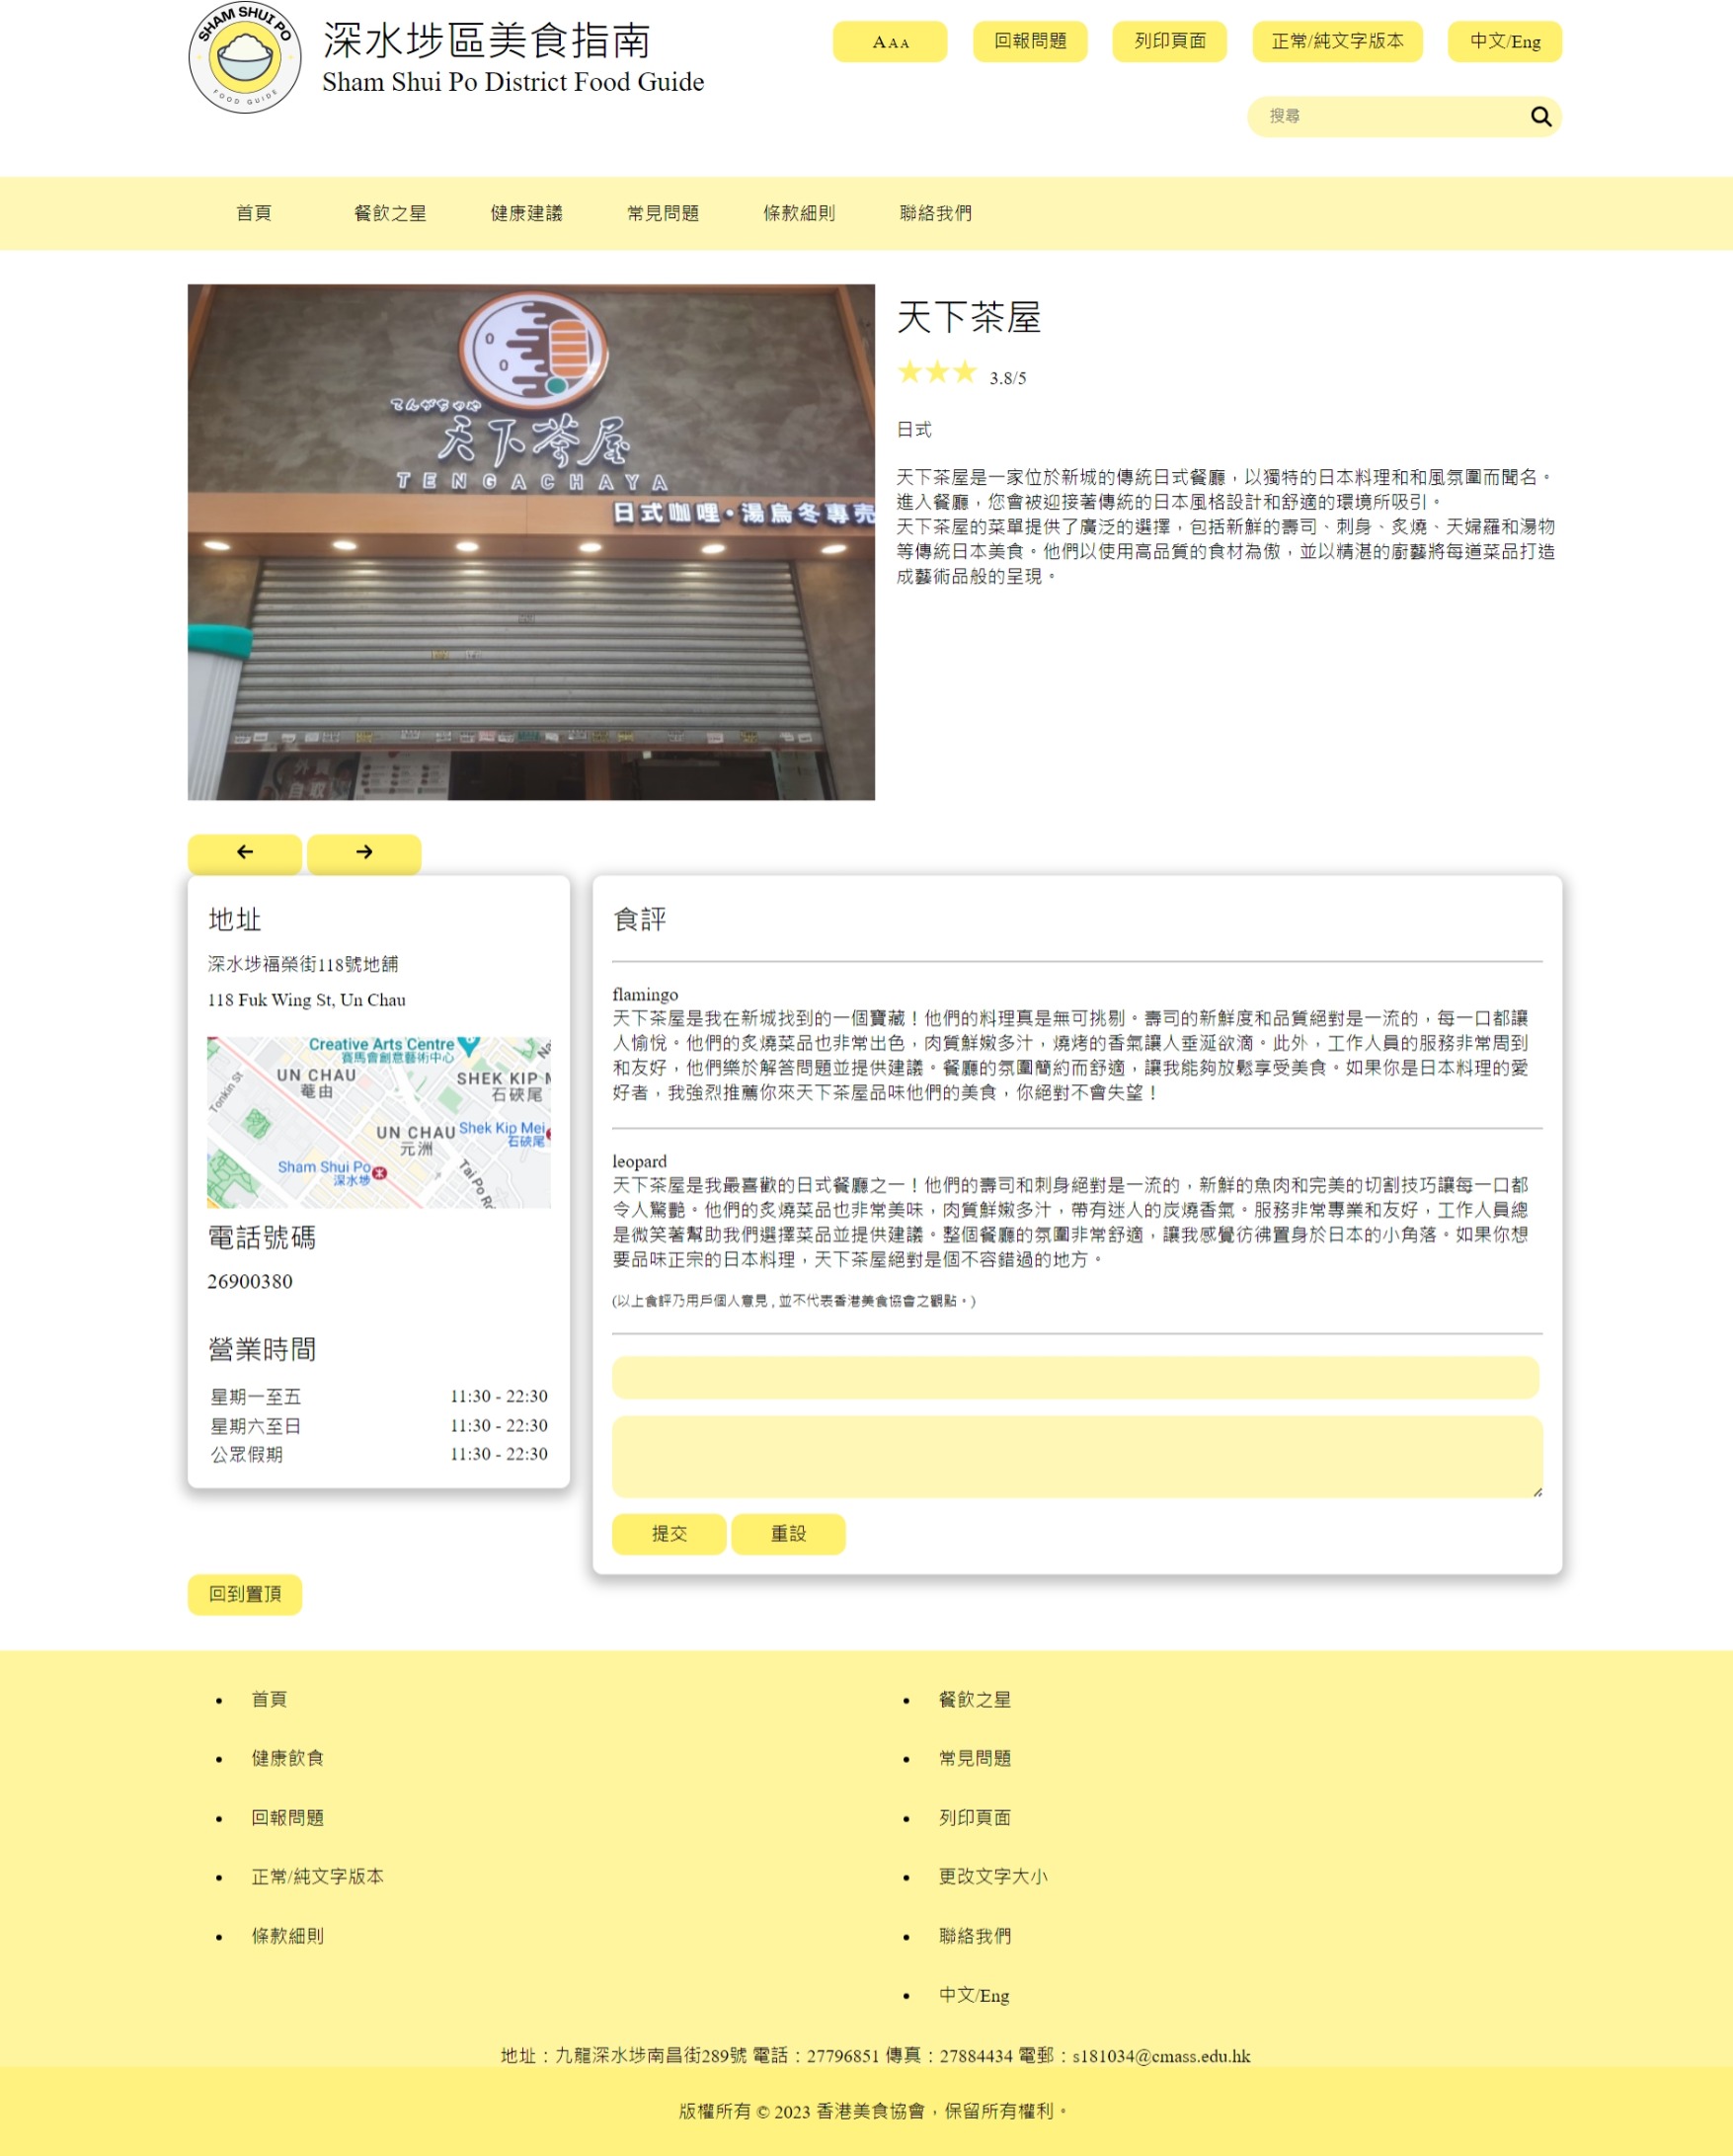 SHAM SHUI PO
FOOD GUIDE
深水埗區美食指南
Sham Shui Po District Food Guide
AAA
回報問題
列印頁面
正常/純文字版本
中文/Eng
搜尋
首頁
餐飲之星
健康建議
常見問題
條款細則
聯絡我們
てんがちゃや
天下茶屋
TENGACHAYA
日式咖哩·湯烏冬專売
外賣
自取
天下茶屋
★★★ 3.8/5
日式
天下茶屋是一家位於新城的傳統日式餐廳，以獨特的日本料理和和風氛圍而聞名。
進入餐廳，您會被迎接著傳統的日本風格設計和舒適的環境所吸引。
天下茶屋的菜單提供了廣泛的選擇，包括新鮮的壽司、刺身、炙燒、天婦羅和湯物
等傳統日本美食。他們以使用高品質的食材為傲，並以精湛的廚藝將每道菜品打造
成藝術品般的呈現。
地址
深水埗福榮街118號地舖
118 Fuk Wing St, Un Chau
Creative Arts Centre
賽馬會創意藝術中心
UN CHAU
菴由
SHEK KIP M
石硤尾
Tonkin St
UN CHAU
元洲
Shek Kip Mei
石硤尾
Sham Shui Po
深水埗
Tai Po Ro
電話號碼
26900380
營業時間
星期一至五 11:30 - 22:30
星期六至日 11:30 - 22:30
公眾假期 11:30 - 22:30
食評
flamingo
天下茶屋是我在新城找到的一個寶藏！他們的料理真是無可挑剔。壽司的新鮮度和品質絕對是一流的，每一口都讓
人愉悅。他們的炙燒菜品也非常出色，肉質鮮嫩多汁，燒烤的香氣讓人垂涎欲滴。此外，工作人員的服務非常周到
和友好，他們樂於解答問題並提供建議。餐廳的氛圍簡約而舒適，讓我能夠放鬆享受美食。如果你是日本料理的愛
好者，我強烈推薦你來天下茶屋品味他們的美食，你絕對不會失望！
leopard
天下茶屋是我最喜歡的日式餐廳之一！他們的壽司和刺身絕對是一流的，新鮮的魚肉和完美的切割技巧讓每一口都
令人驚艷。他們的炙燒菜品也非常美味，肉質鮮嫩多汁，帶有迷人的炭燒香氣。服務非常專業和友好，工作人員總
是微笑著幫助我們選擇菜品並提供建議。整個餐廳的氛圍非常舒適，讓我感覺彷彿置身於日本的小角落。如果你想
要品味正宗的日本料理，天下茶屋絕對是個不容錯過的地方。
(以上食評乃用戶個人意見 , 並不代表香港美食協會之觀點。)
提交
重設
回到置頂
首頁
餐飲之星
健康飲食
常見問題
回報問題
列印頁面
正常/純文字版本
更改文字大小
條款細則
聯絡我們
中文/Eng
地址：九龍深水埗南昌街289號 電話：27796851 傳真：27884434 電郵：s181034@cmass.edu.hk
版權所有 © 2023 香港美食協會，保留所有權利。